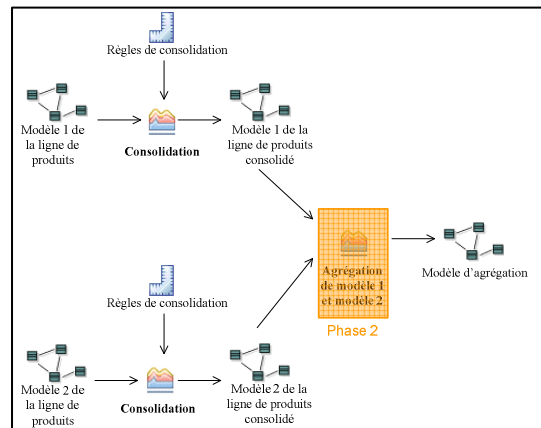 Règles de consolidation
Modèle 1 de
la ligne de
produits
Consolidation
Modèle 1 de la
ligne de produits
consolidé
Agrégation
de modèle 1
et modèle 2
Phase 2
Modèle d'agrégation
Règles de consolidation
Modèle 2 de
la ligne de
produits
Consolidation
Modèle 2 de la
ligne de produits
consolidé